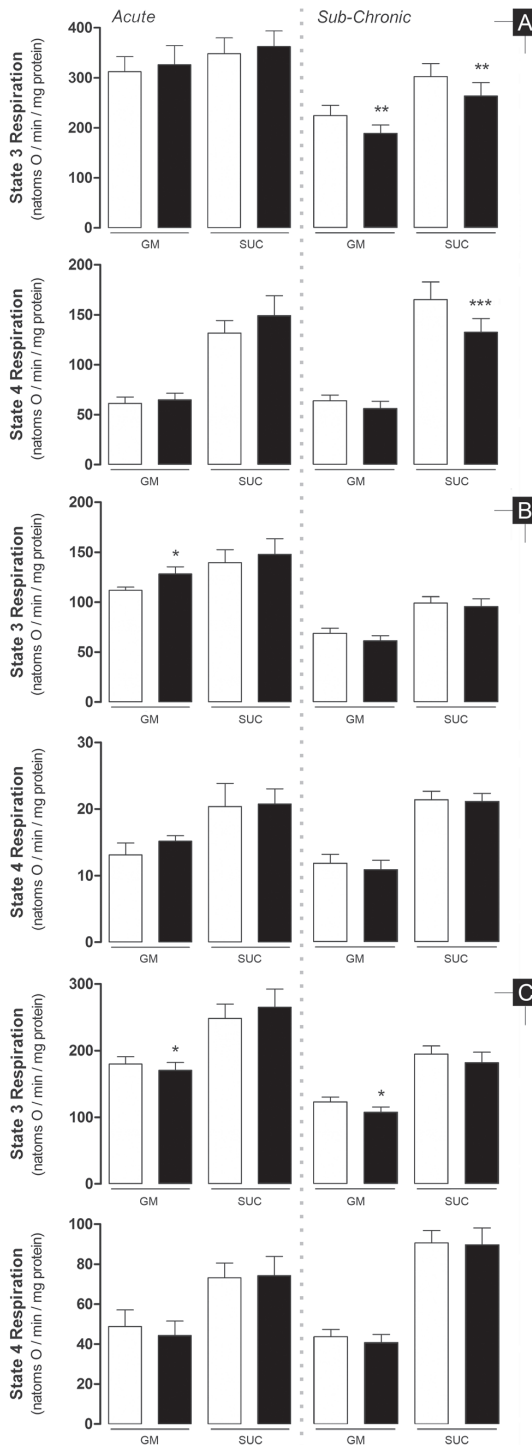 Acute Sub-Chronic A
State 3 Respiration
(natoms O / min / mg protein)
400
300
200
400
0
** **
GM SUC GM SUC
State 4 Respiration
(natoms O / min / mg protein)
200
150
100
50
0
***
GM SUC GM SUC
B
State 3 Respiration
(natoms O / min / mg protein)
200
150
100
50
0
*
GM SUC GM SUC
State 4 Respiration
(natoms O / min / mg protein)
30
20
10
0
GM SUC GM SUC
C
State 3 Respiration
(natoms O / min / mg protein)
300
200
100
0
* *
GM SUC GM SUC
State 4 Respiration
(natoms O / min / mg protein)
100
80
60
40
20
0
GM SUC GM SUC